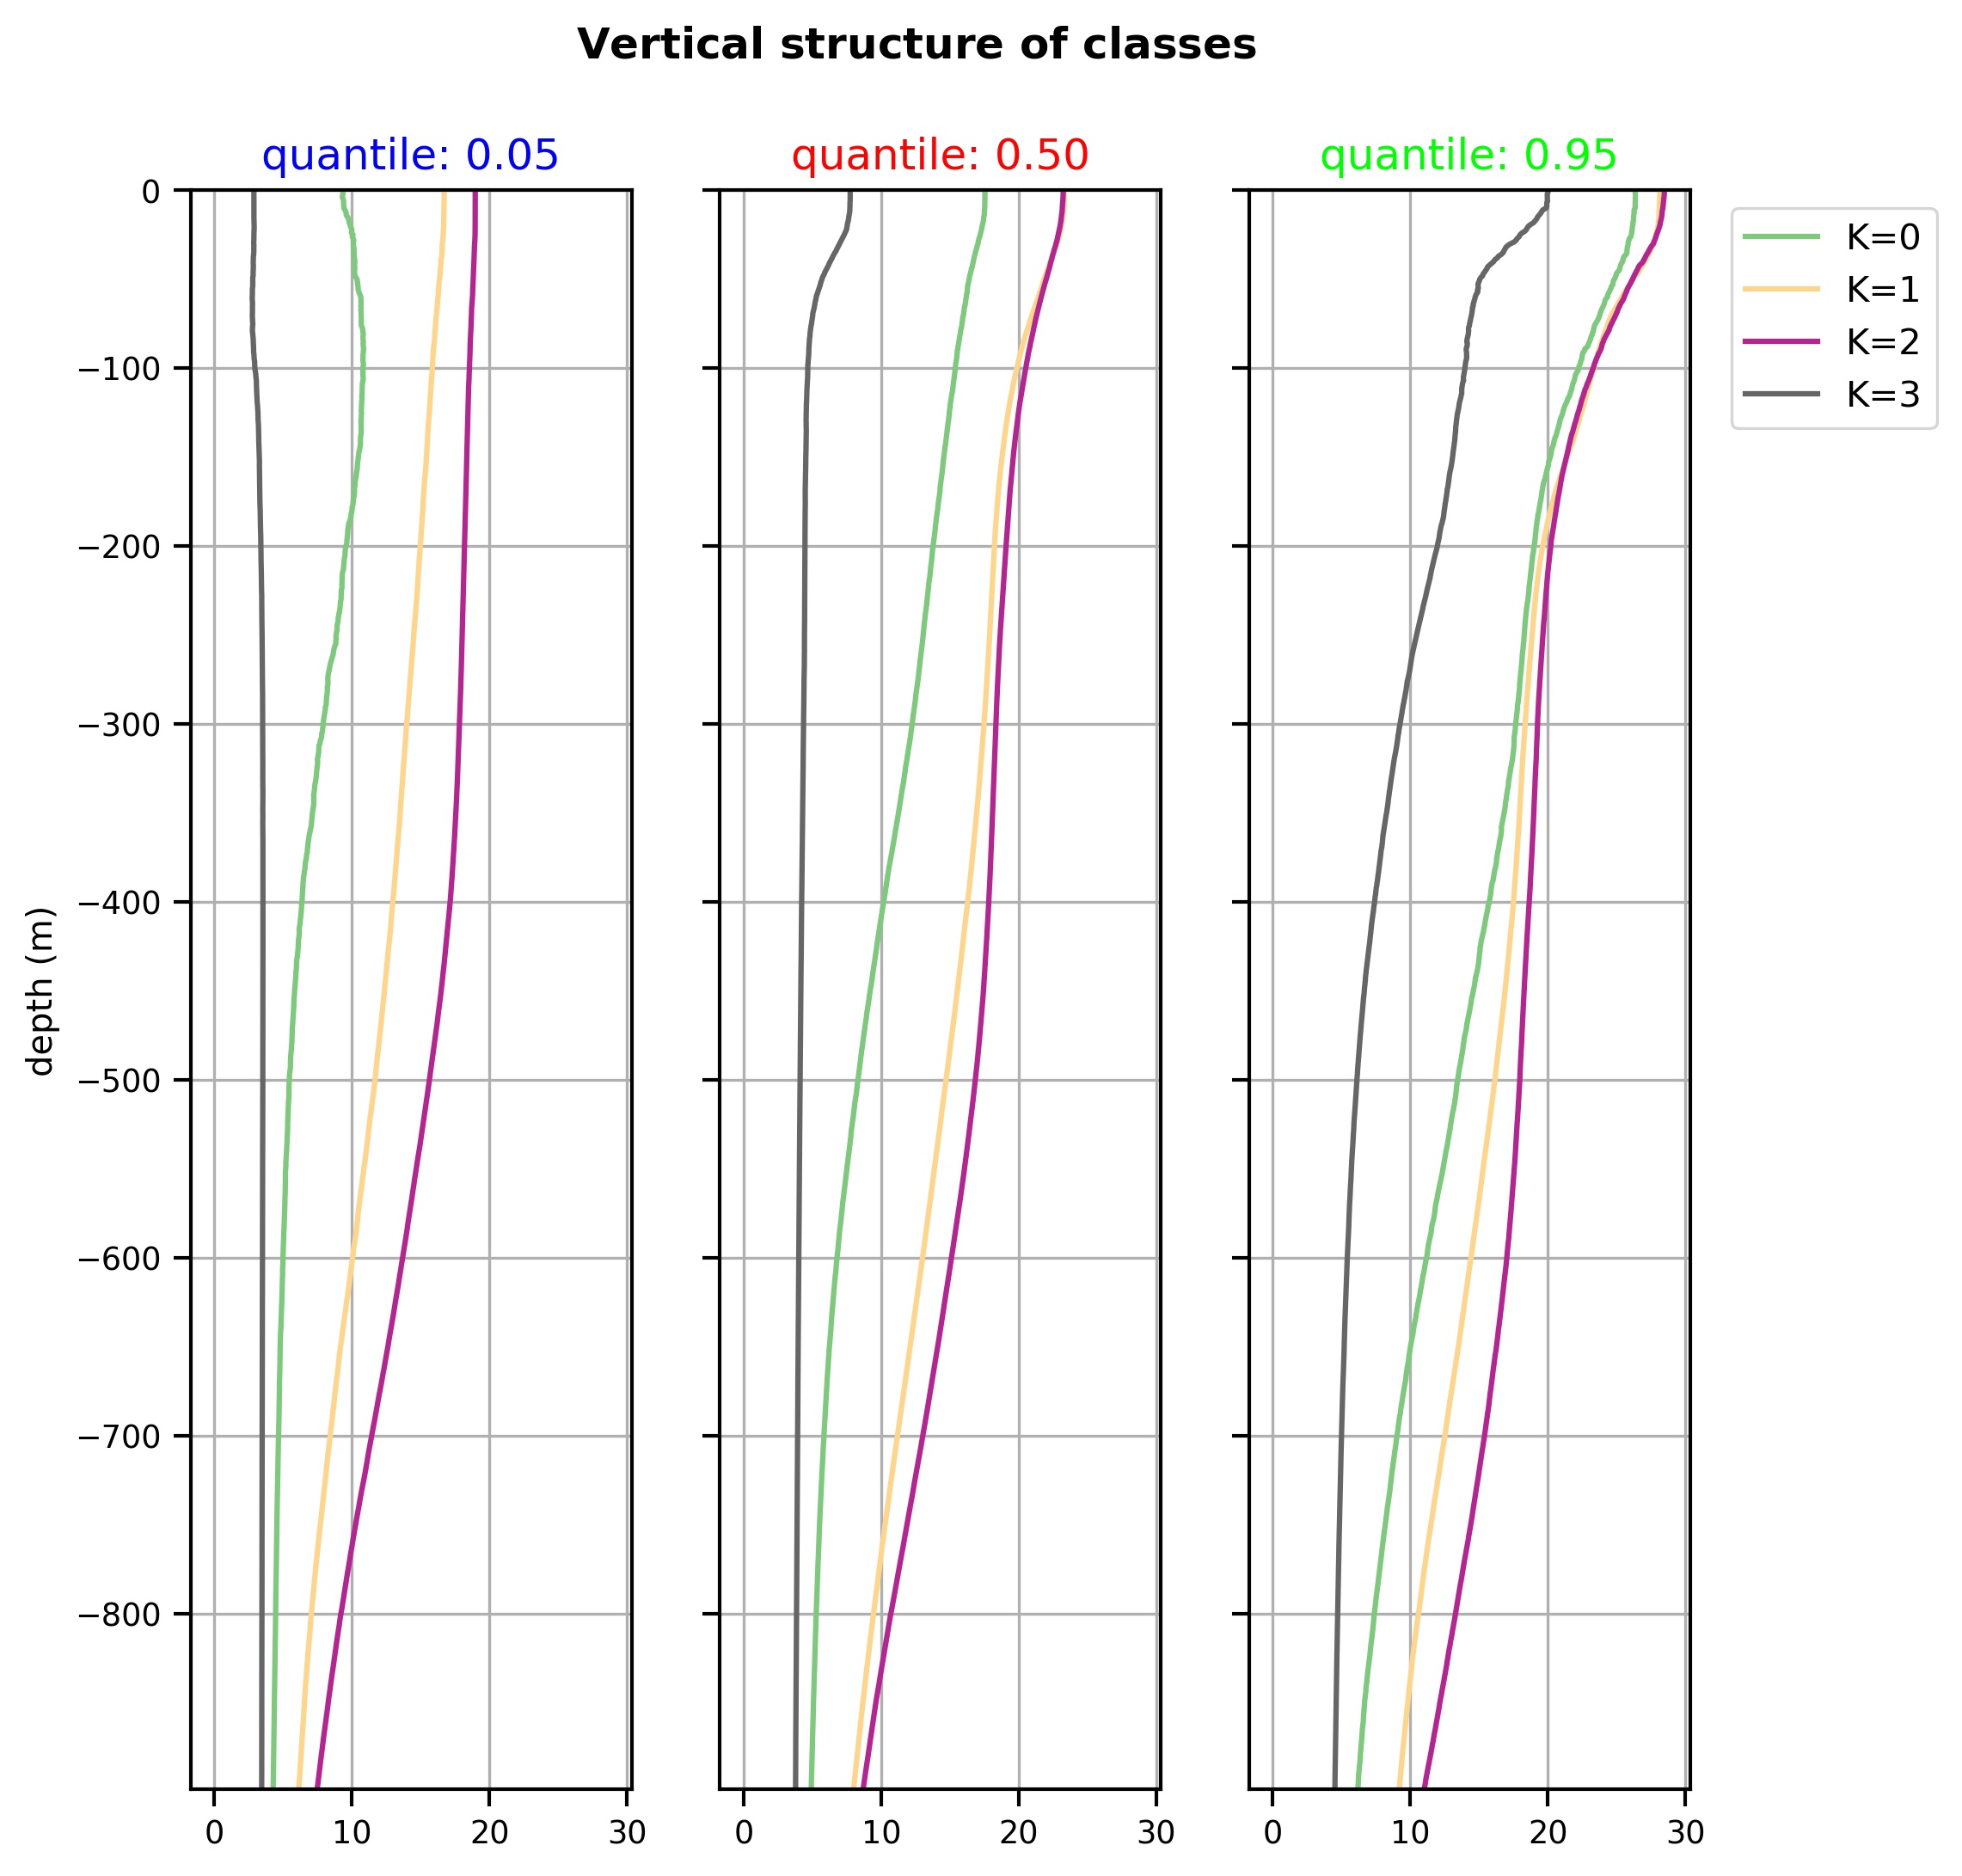 Vertical structure of classes
quantile: 0.05
quantile: 0.50
quantile: 0.95
0
−100
−200
−300
−400
−500
−600
−700
−800
depth (m)
0 10 20 30
0 10 20 30
0 10 20 30
K=0
K=1
K=2
K=3